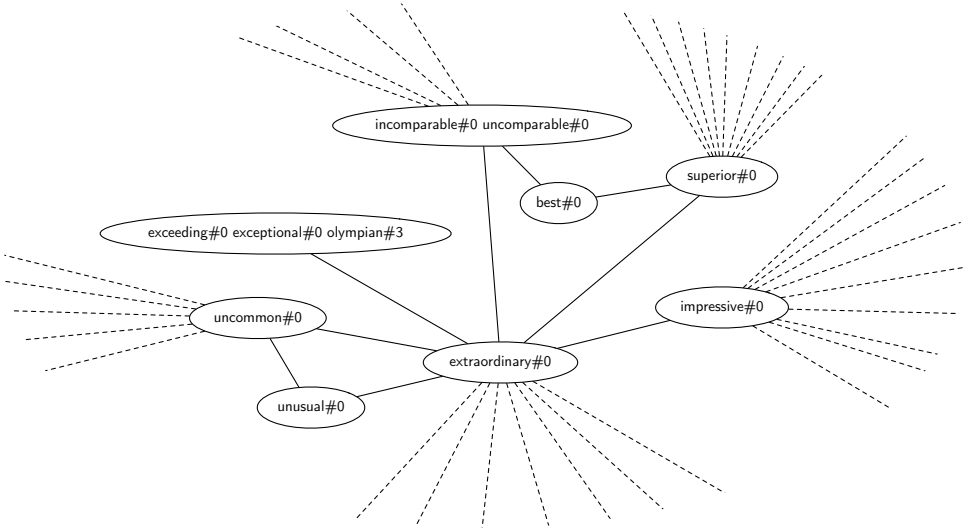 incomparable#0 uncomparable#0
superior#0
best#0
exceeding#0 exceptional#0 olympian#3
uncommon#0
impressive#0
extraordinary#0
unusual#0